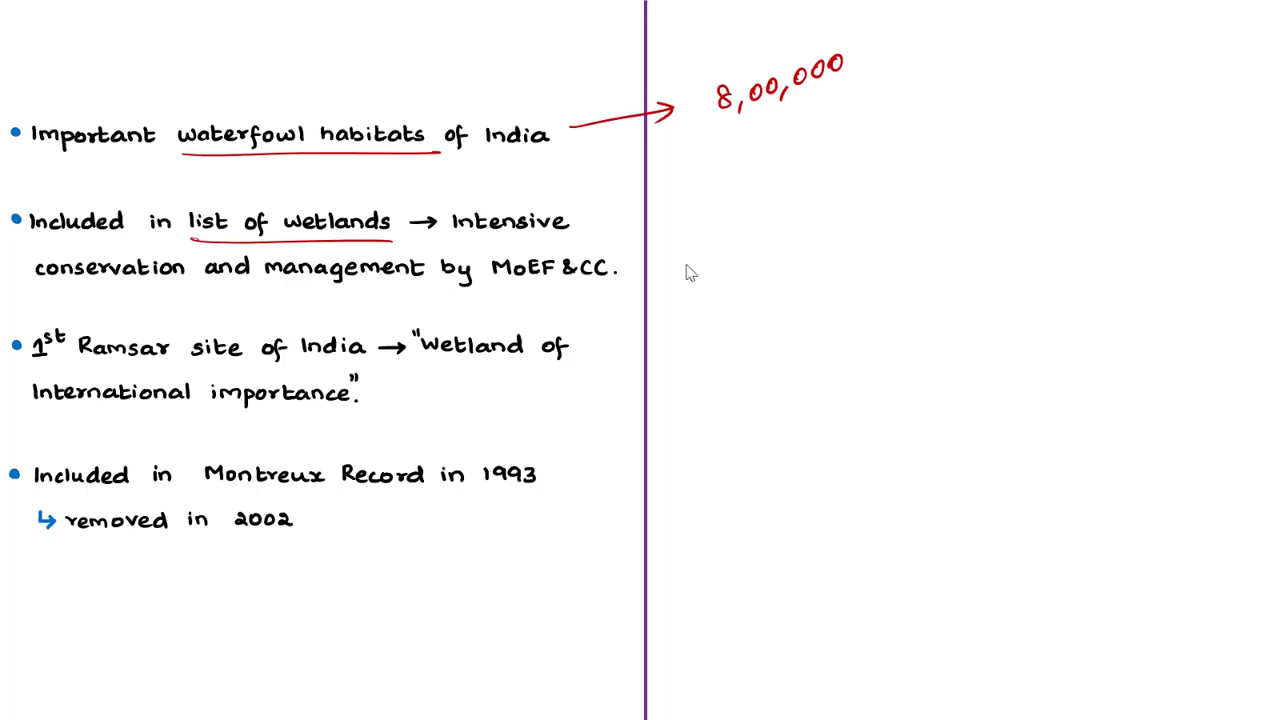 • Important waterfowl habitats of India → 8,00,000
• Included in list of wetlands → Intensive
conservation and management by MoEF&CC.
• 1st Ramsar site of India → "Wetland of
International importance".
• Included in Montreux Record in 1993
↳ removed in 2002